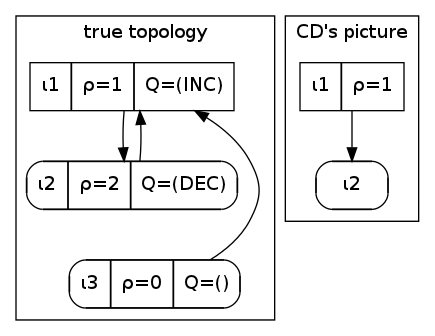 true topology
ι1 ρ=1 Q=(INC)
ι2 ρ=2 Q=(DEC)
ι3 ρ=0 Q=()
CD's picture
ι1 ρ=1
ι2